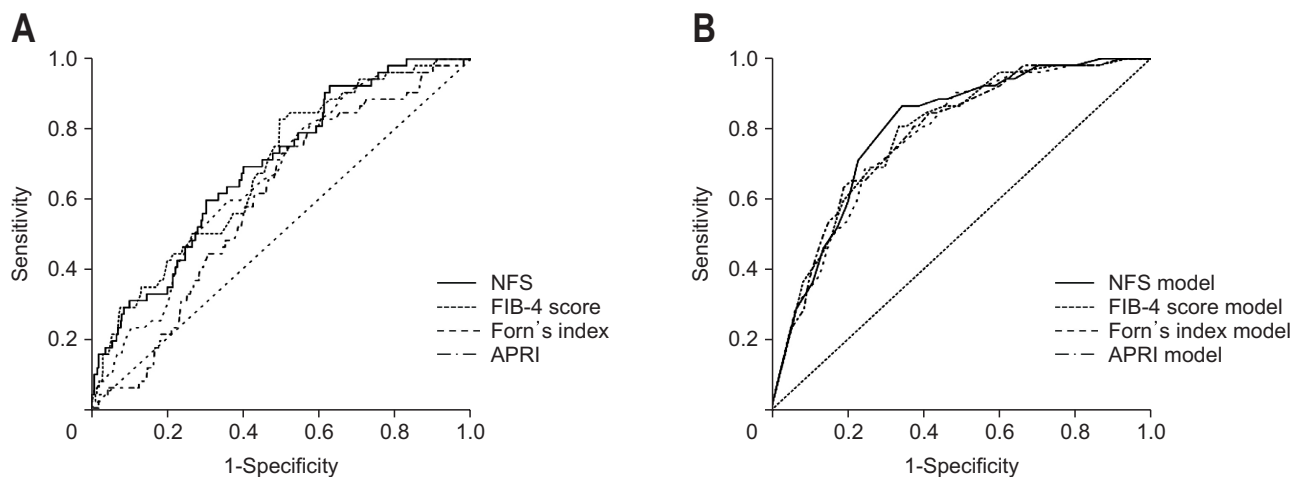 A
Sensitivity
1.0
0.8
0.6
0.4
0.2
0
0.2
0.4
0.6
0.8
1.0
1-Specificity
NFS
FIB-4 score
Forn's index
APRI
B
Sensitivity
1.0
0.8
0.6
0.4
0.2
0
0.2
0.4
0.6
0.8
1.0
1-Specificity
NFS model
FIB-4 score model
Forn's index model
APRI model